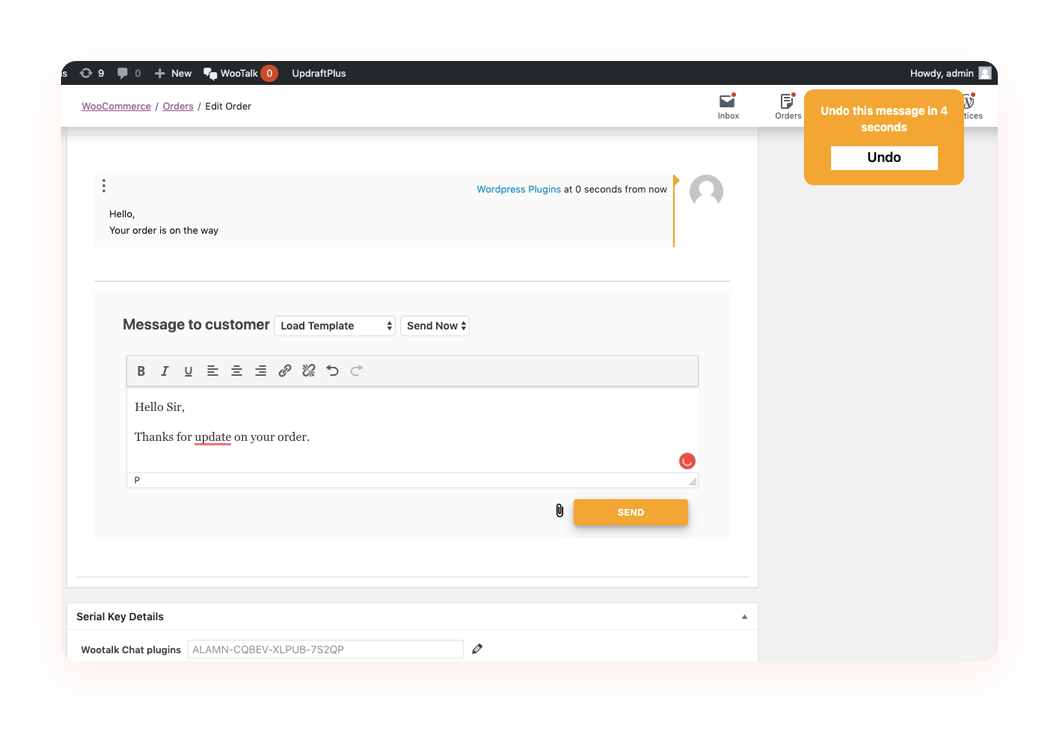 s 9 0 New WooTalk 0 UpdraftPlus Howdy, admin
WooCommerce / Orders / Edit Order
Inbox
Orders
tices
Undo this message in 4
seconds
Undo
Wordpress Plugins at 0 seconds from now
Hello,
Your order is on the way
Message to customer Load Template Send Now
B I U
Hello Sir,
Thanks for update on your order.
P
SEND
Serial Key Details
Wootalk Chat plugins ALAMN-CQBEV-XLPUB-7S2QP